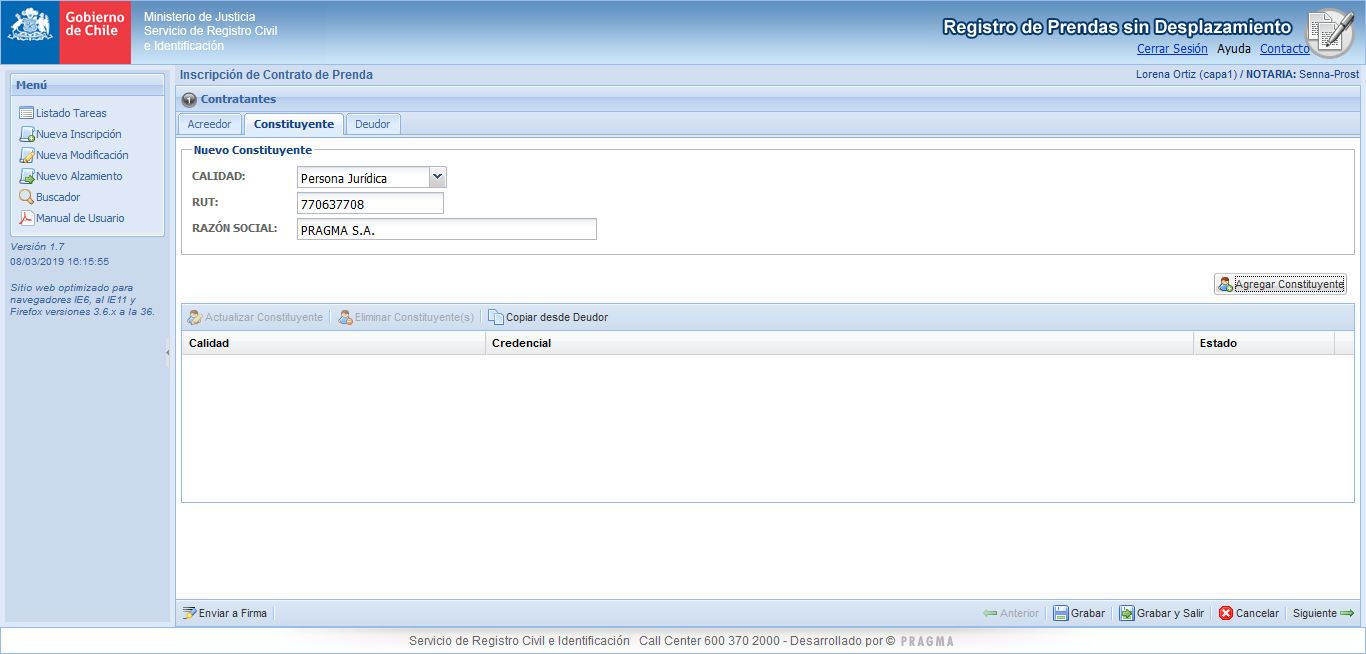 Gobierno
de Chile
Ministerio de Justicia
Servicio de Registro Civil
e Identificación
Registro de Prendas sin Desplazamiento
Cerrar Sesión Ayuda Contacto
Menú
Listado Tareas
Nueva Inscripción
Nueva Modificación
Nuevo Alzamiento
Buscador
Manual de Usuario
Versión 1.7
08/03/2019 16:15:55
Sitio web optimizado para
navegadores IE6, al IE11 y
Firefox versiones 3.6.x a la 36.
Inscripción de Contrato de Prenda
Lorena Ortiz (capa1) / NOTARIA: Senna-Prost
Contratantes
Acreedor Constituyente Deudor
Nuevo Constituyente
CALIDAD: Persona Jurídica
RUT: 770637708
RAZÓN SOCIAL: PRAGMA S.A.
Agregar Constituyente
Actualizar Constituyente Eliminar Constituyente(s) Copiar desde Deudor
Calidad Credencial Estado
Enviar a Firma Anterior Grabar Grabar y Salir Cancelar Siguiente
Servicio de Registro Civil e Identificación Call Center 600 370 2000 - Desarrollado por © PRAGMA